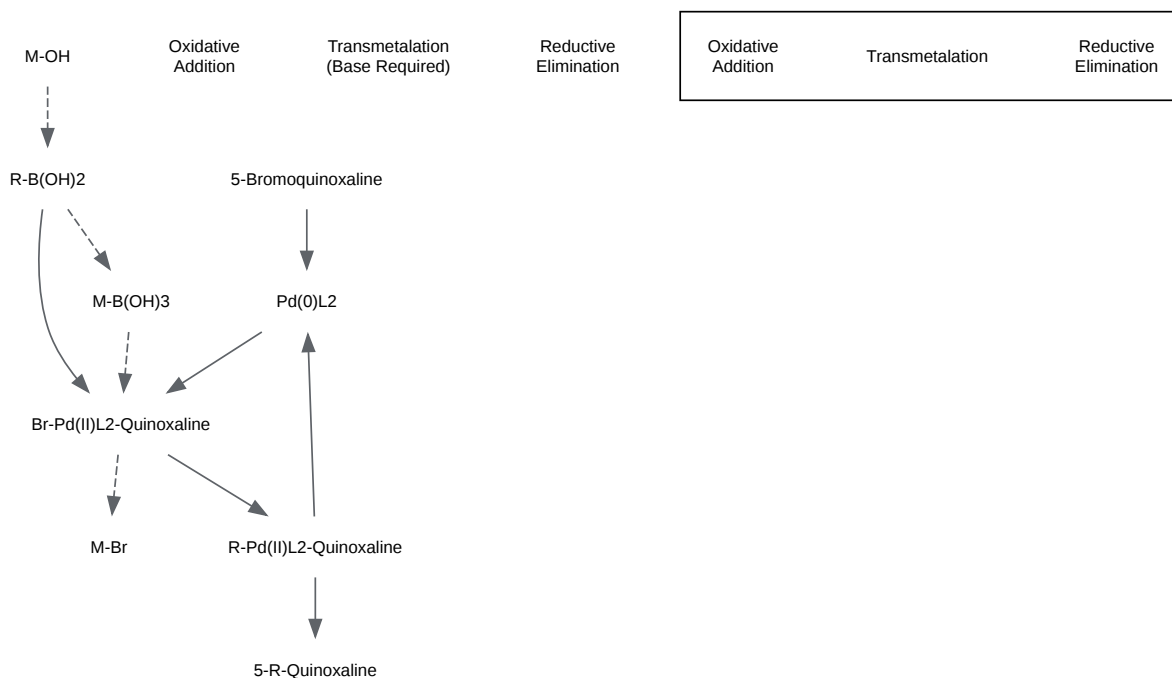 M-OH
Oxidative
Addition
Transmetalation
(Base Required)
Reductive
Elimination
Oxidative
Addition
Transmetalation
Reductive
Elimination
R-B(OH)2
5-Bromoquinoxaline
M-B(OH)3
Pd(0)L2
Br-Pd(II)L2-Quinoxaline
M-Br
R-Pd(II)L2-Quinoxaline
5-R-Quinoxaline